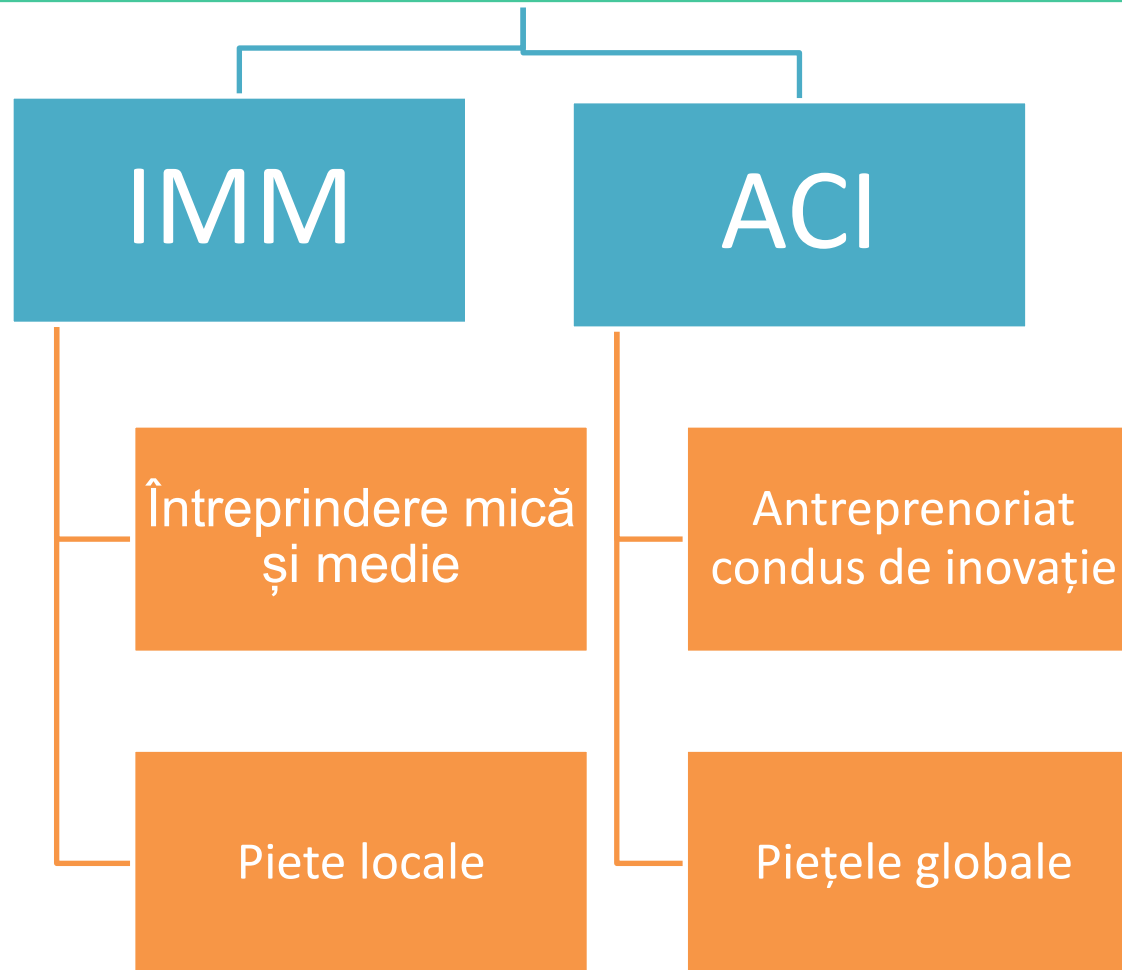 IMM
ACI
Întreprindere mică
și medie
Antreprenoriat
condus de inovație
Piete locale
Piețele globale